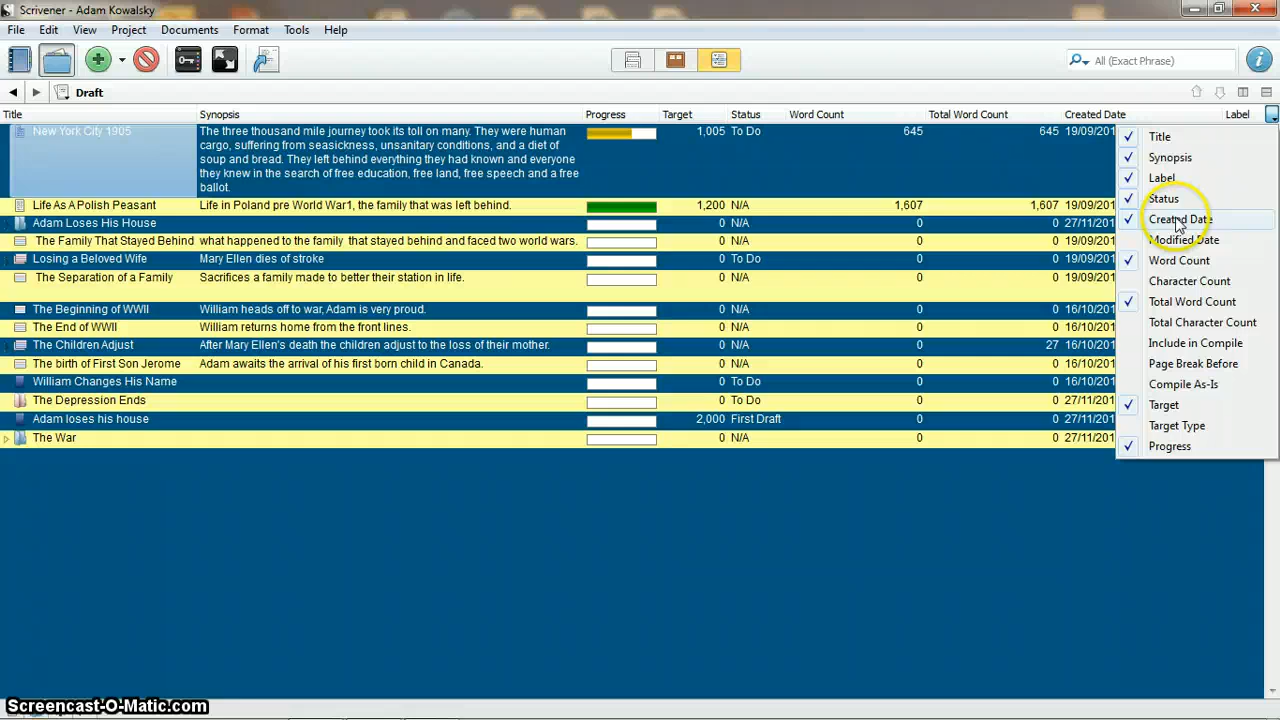 Scrivener - Adam Kowalsky
File Edit View Project Documents Format Tools Help
All (Exact Phrase)
Draft
Title Synopsis Progress Target Status Word Count Total Word Count Created Date Label
New York City 1905 The three thousand mile journey took its toll on many. They were human 1,005 To Do 645 645 19/09/201
cargo, suffering from seasickness, unsanitary conditions, and a diet of
soup and bread. They left behind everything they had known and everyone
they knew in the search of free education, free land, free speech and a free
ballot.
Life As A Polish Peasant Life in Poland pre World War1, the family that was left behind. 1,200 N/A 1,607 1,607 19/09/201
Adam Loses His House 0 N/A 0 0 27/11/201
The Family That Stayed Behind what happened to the family that stayed behind and faced two world wars. 0 N/A 0 0 19/09/201
Losing a Beloved Wife Mary Ellen dies of stroke 0 To Do 0 0 19/09/201
The Separation of a Family Sacrifices a family made to better their station in life. 0 N/A 0 0 19/09/201
The Beginning of WWII William heads off to war, Adam is very proud. 0 N/A 0 0 16/10/201
The End of WWII William returns home from the front lines. 0 N/A 0 0 16/10/201
The Children Adjust After Mary Ellen's death the children adjust to the loss of their mother. 0 N/A 0 27 16/10/201
The birth of First Son Jerome Adam awaits the arrival of his first born child in Canada. 0 N/A 0 0 16/10/201
William Changes His Name 0 To Do 0 0 16/10/201
The Depression Ends 0 To Do 0 0 27/11/201
Adam loses his house 2,000 First Draft 0 0 27/11/201
The War 0 N/A 0 0 27/11/201
Title
Synopsis
Label
Status
Created Date
Modified Date
Word Count
Character Count
Total Word Count
Total Character Count
Include in Compile
Page Break Before
Compile As-Is
Target
Target Type
Progress
Screencast-O-Matic.com